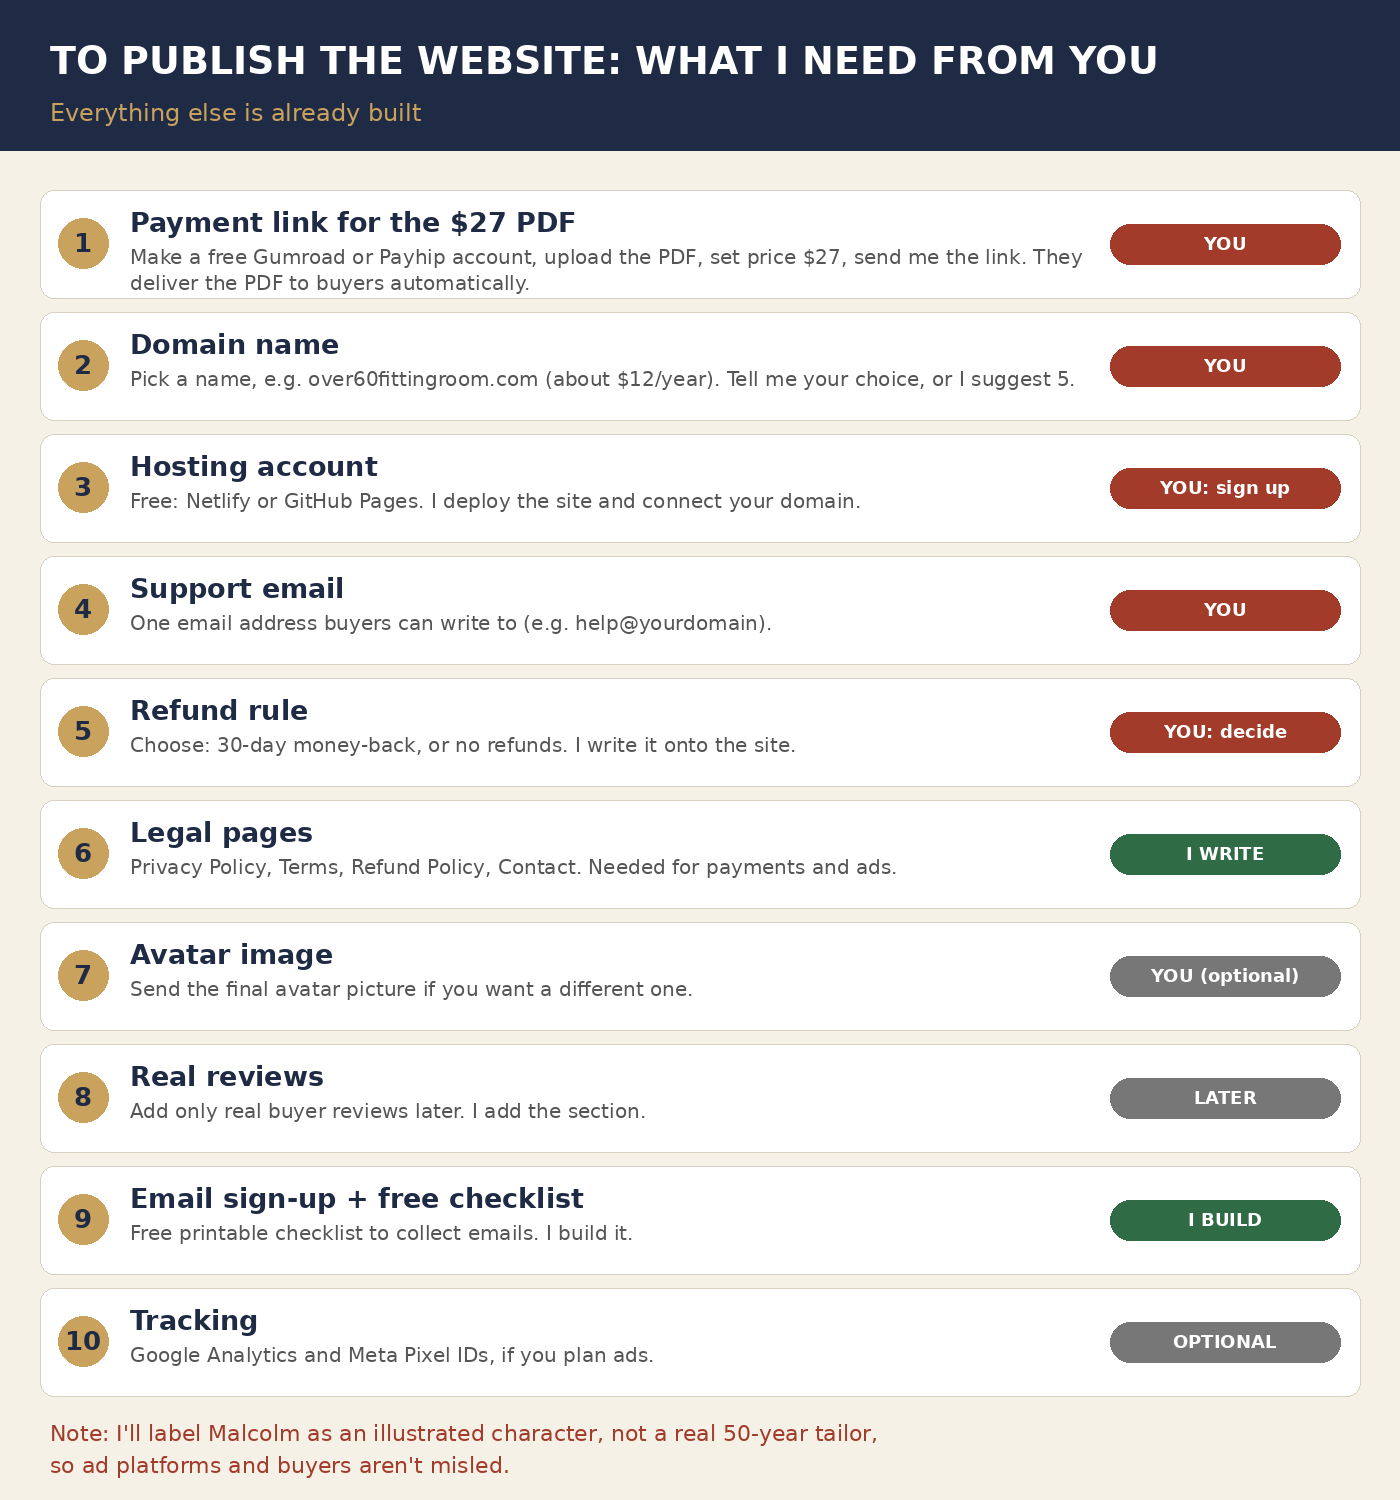 TO PUBLISH THE WEBSITE: WHAT I NEED FROM YOU
Everything else is already built
1
Payment link for the $27 PDF
Make a free Gumroad or Payhip account, upload the PDF, set price $27, send me the link. They
deliver the PDF to buyers automatically.
YOU
2
Domain name
Pick a name, e.g. over60fittingroom.com (about $12/year). Tell me your choice, or I suggest 5.
YOU
3
Hosting account
Free: Netlify or GitHub Pages. I deploy the site and connect your domain.
YOU: sign up
4
Support email
One email address buyers can write to (e.g. help@yourdomain).
YOU
5
Refund rule
Choose: 30-day money-back, or no refunds. I write it onto the site.
YOU: decide
6
Legal pages
Privacy Policy, Terms, Refund Policy, Contact. Needed for payments and ads.
I WRITE
7
Avatar image
Send the final avatar picture if you want a different one.
YOU (optional)
8
Real reviews
Add only real buyer reviews later. I add the section.
LATER
9
Email sign-up + free checklist
Free printable checklist to collect emails. I build it.
I BUILD
10
Tracking
Google Analytics and Meta Pixel IDs, if you plan ads.
OPTIONAL
Note: I'll label Malcolm as an illustrated character, not a real 50-year tailor,
so ad platforms and buyers aren't misled.